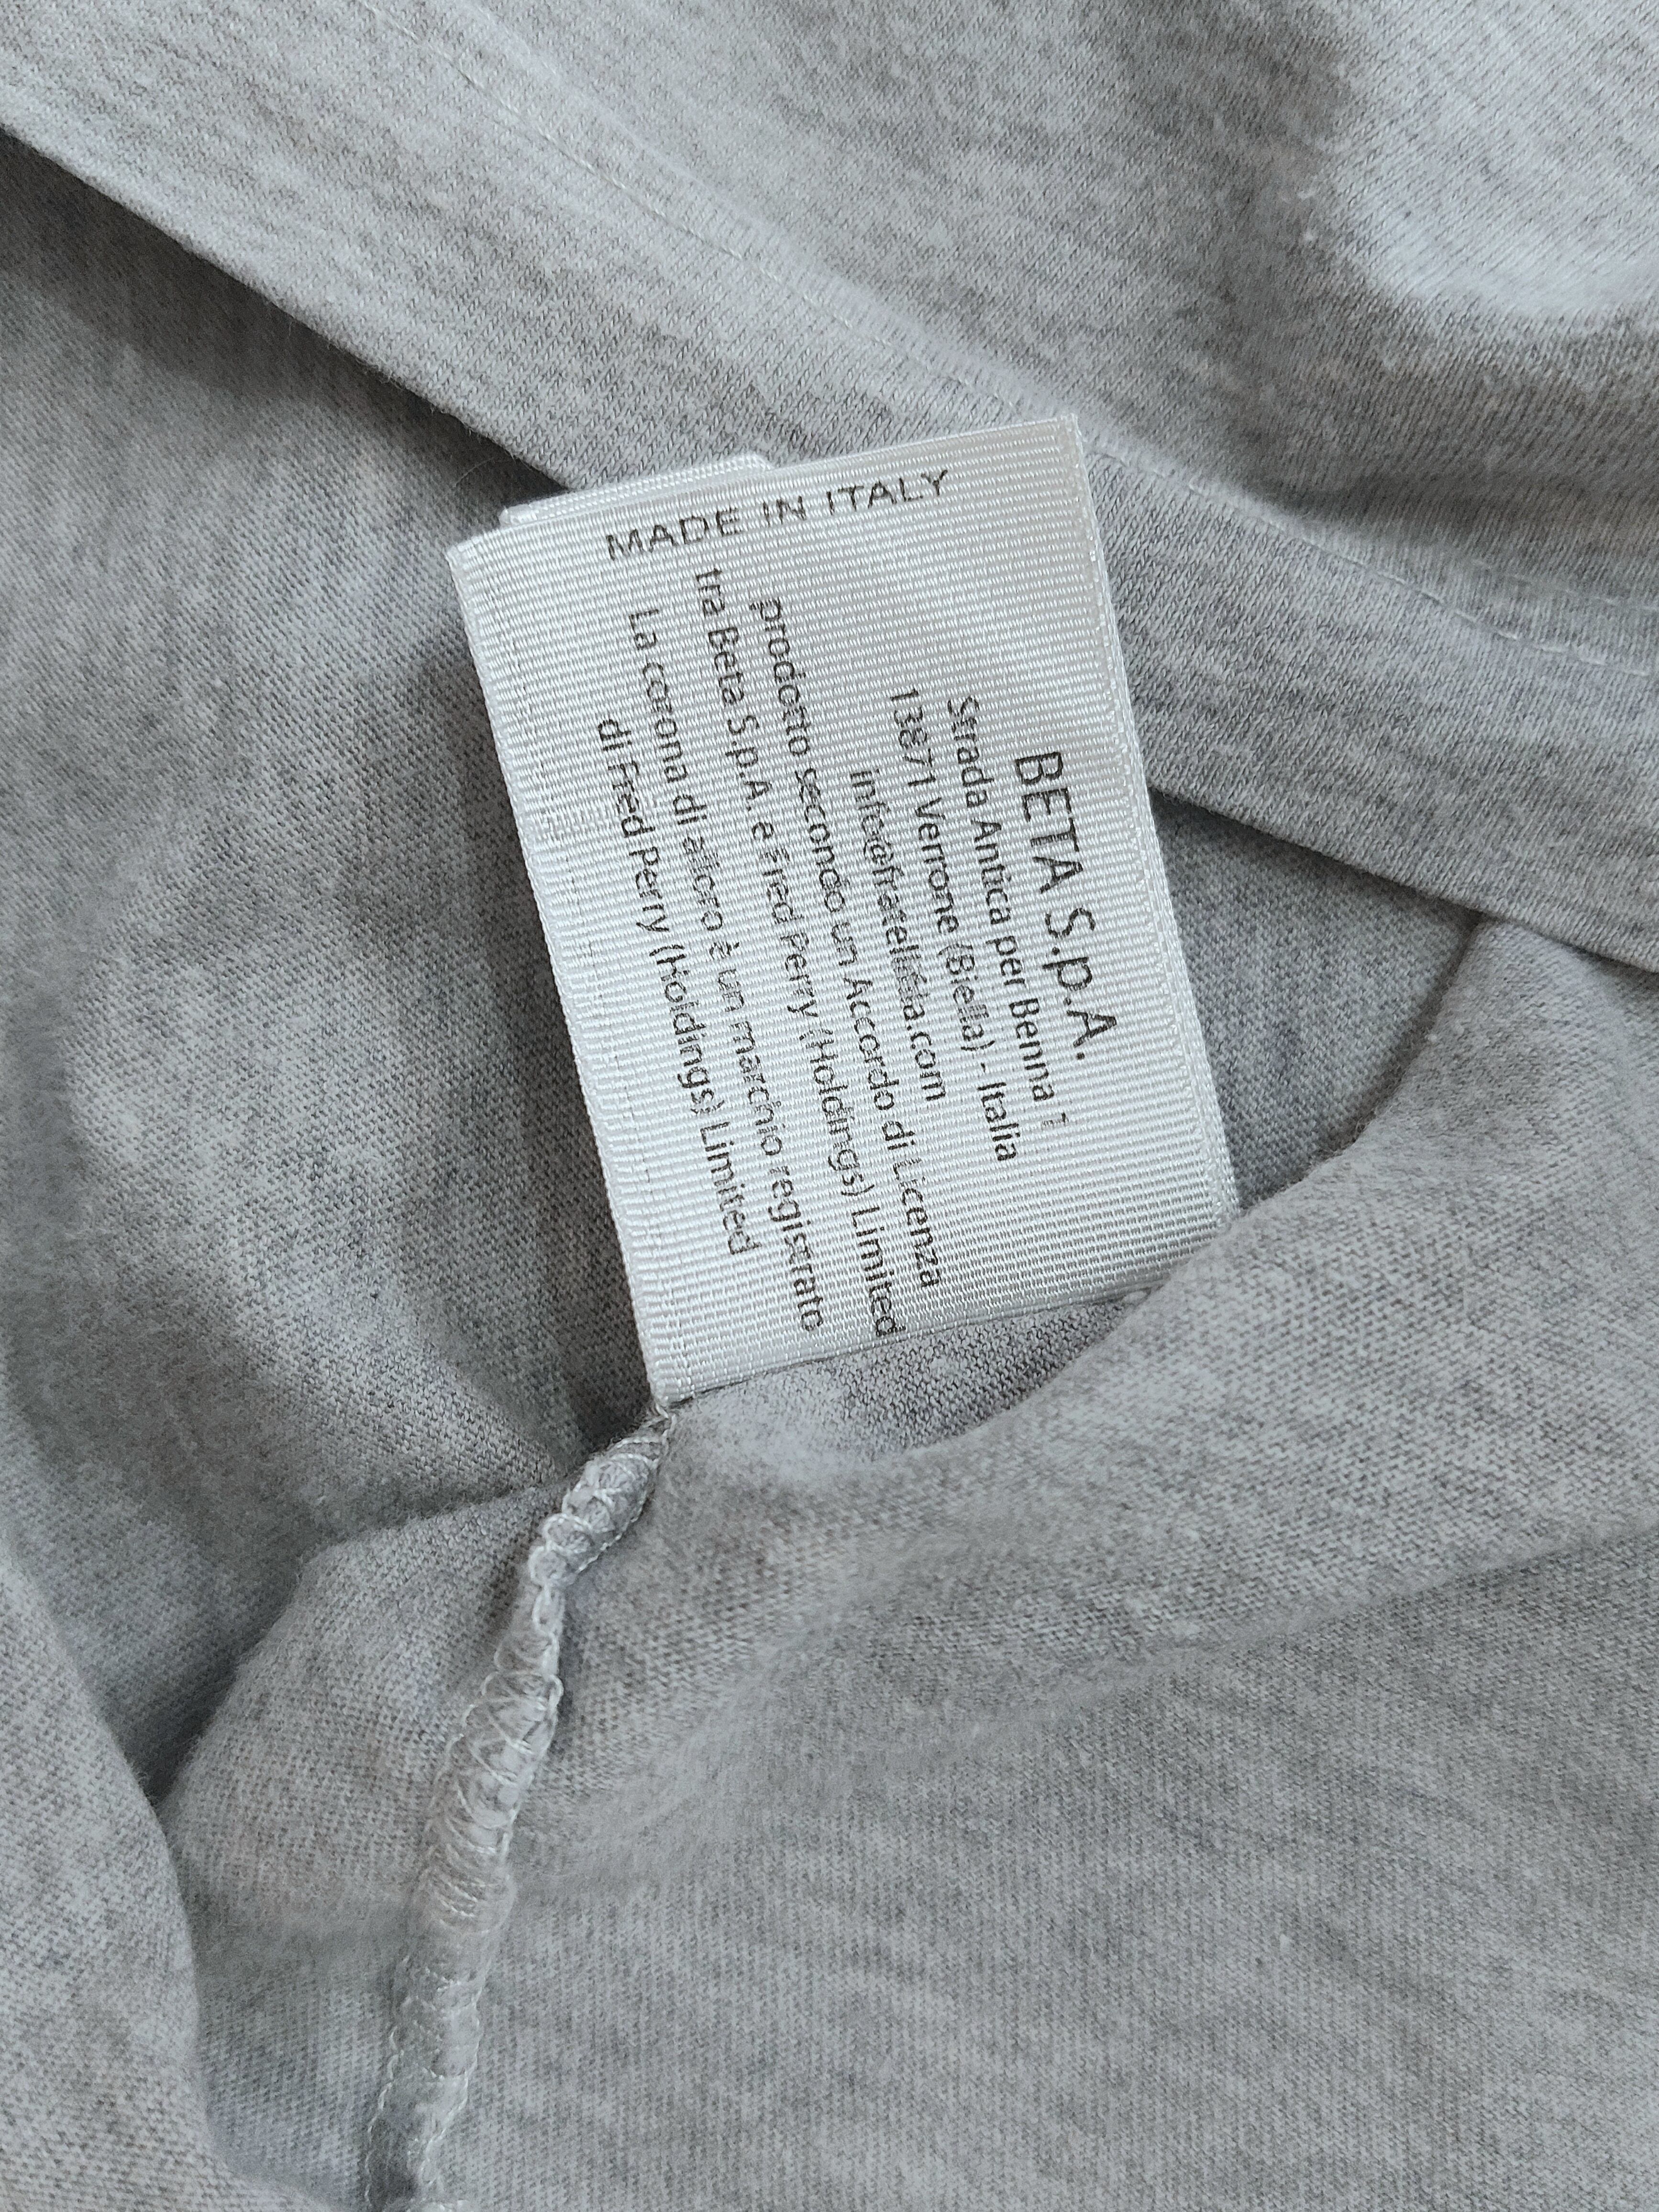 MADE IN ITALY
BETA S.p.A.
Strada Antica per Benna 1
13871 Verrone (Biella) - Italia
info@fratellialia.com
prodotto secondo un Accordo di Licenza
tra Beta S.p.A. e Fred Perry (Holdings) Limited
La corona di alloro è un marchio registrato
di Fred Perry (Holdings) Limited